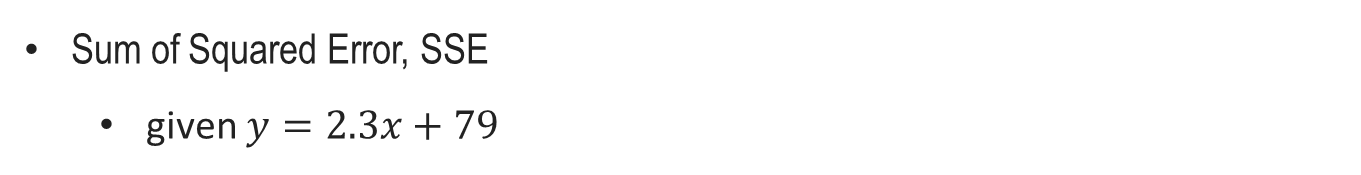 • Sum of Squared Error, SSE
• given y = 2.3x + 79